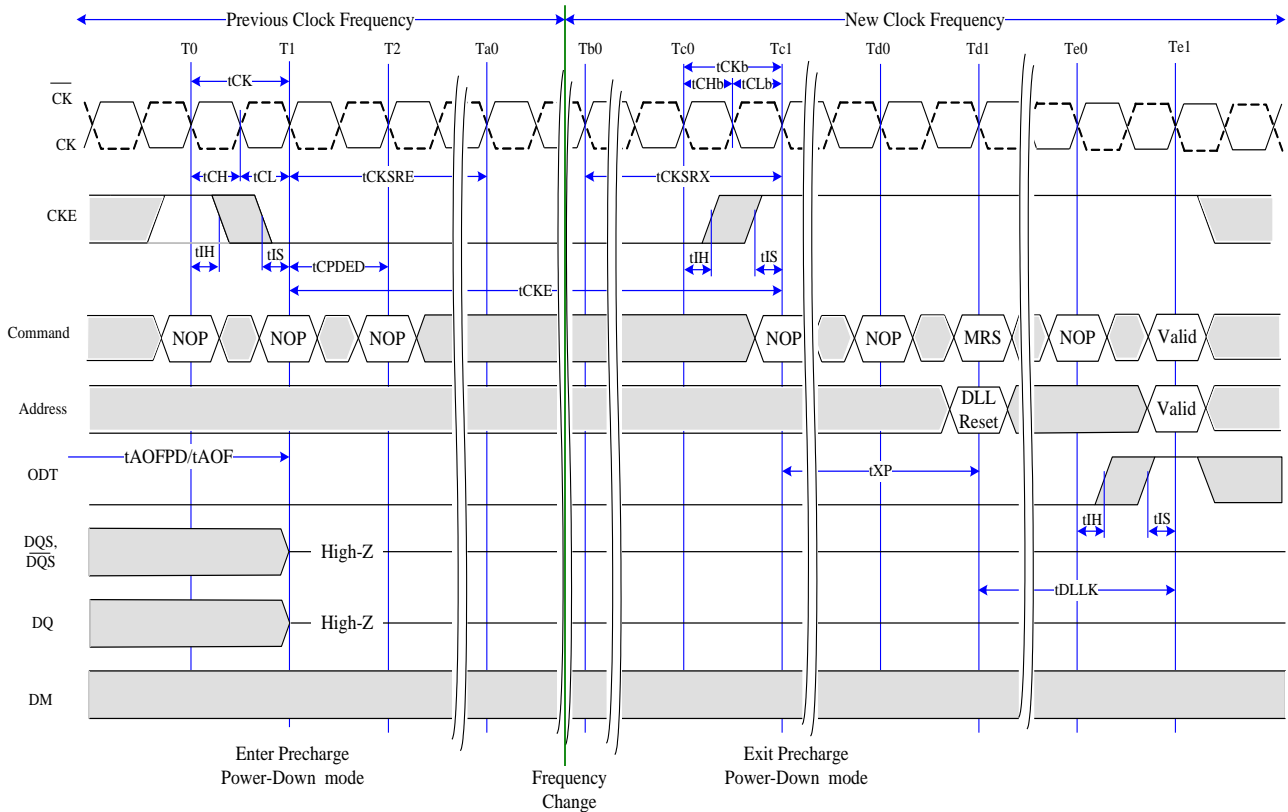 Previous Clock Frequency New Clock Frequency
T0 T1 T2 Ta0 Tb0 Tc0 Tc1 Td0 Td1 Te0 Te1
tCK tCKb
tCHb tCLb
CK
CK
tCH tCL tCKSRE tCKSRX
CKE
tIH tIS tCPDED tIH tIS
tCKE
Command NOP NOP NOP NOP NOP MRS NOP Valid
Address DLL Reset Valid
tAOFPD/tAOF
ODT tXP
tIH tIS
DQS,
DQS High-Z
tDLLK
DQ High-Z
DM
Enter Precharge
Power-Down mode
Frequency
Change
Exit Precharge
Power-Down mode